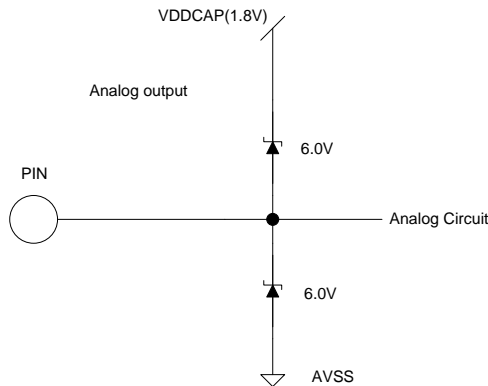 VDDCAP(1.8V)
Analog output
6.0V
PIN
Analog Circuit
6.0V
AVSS